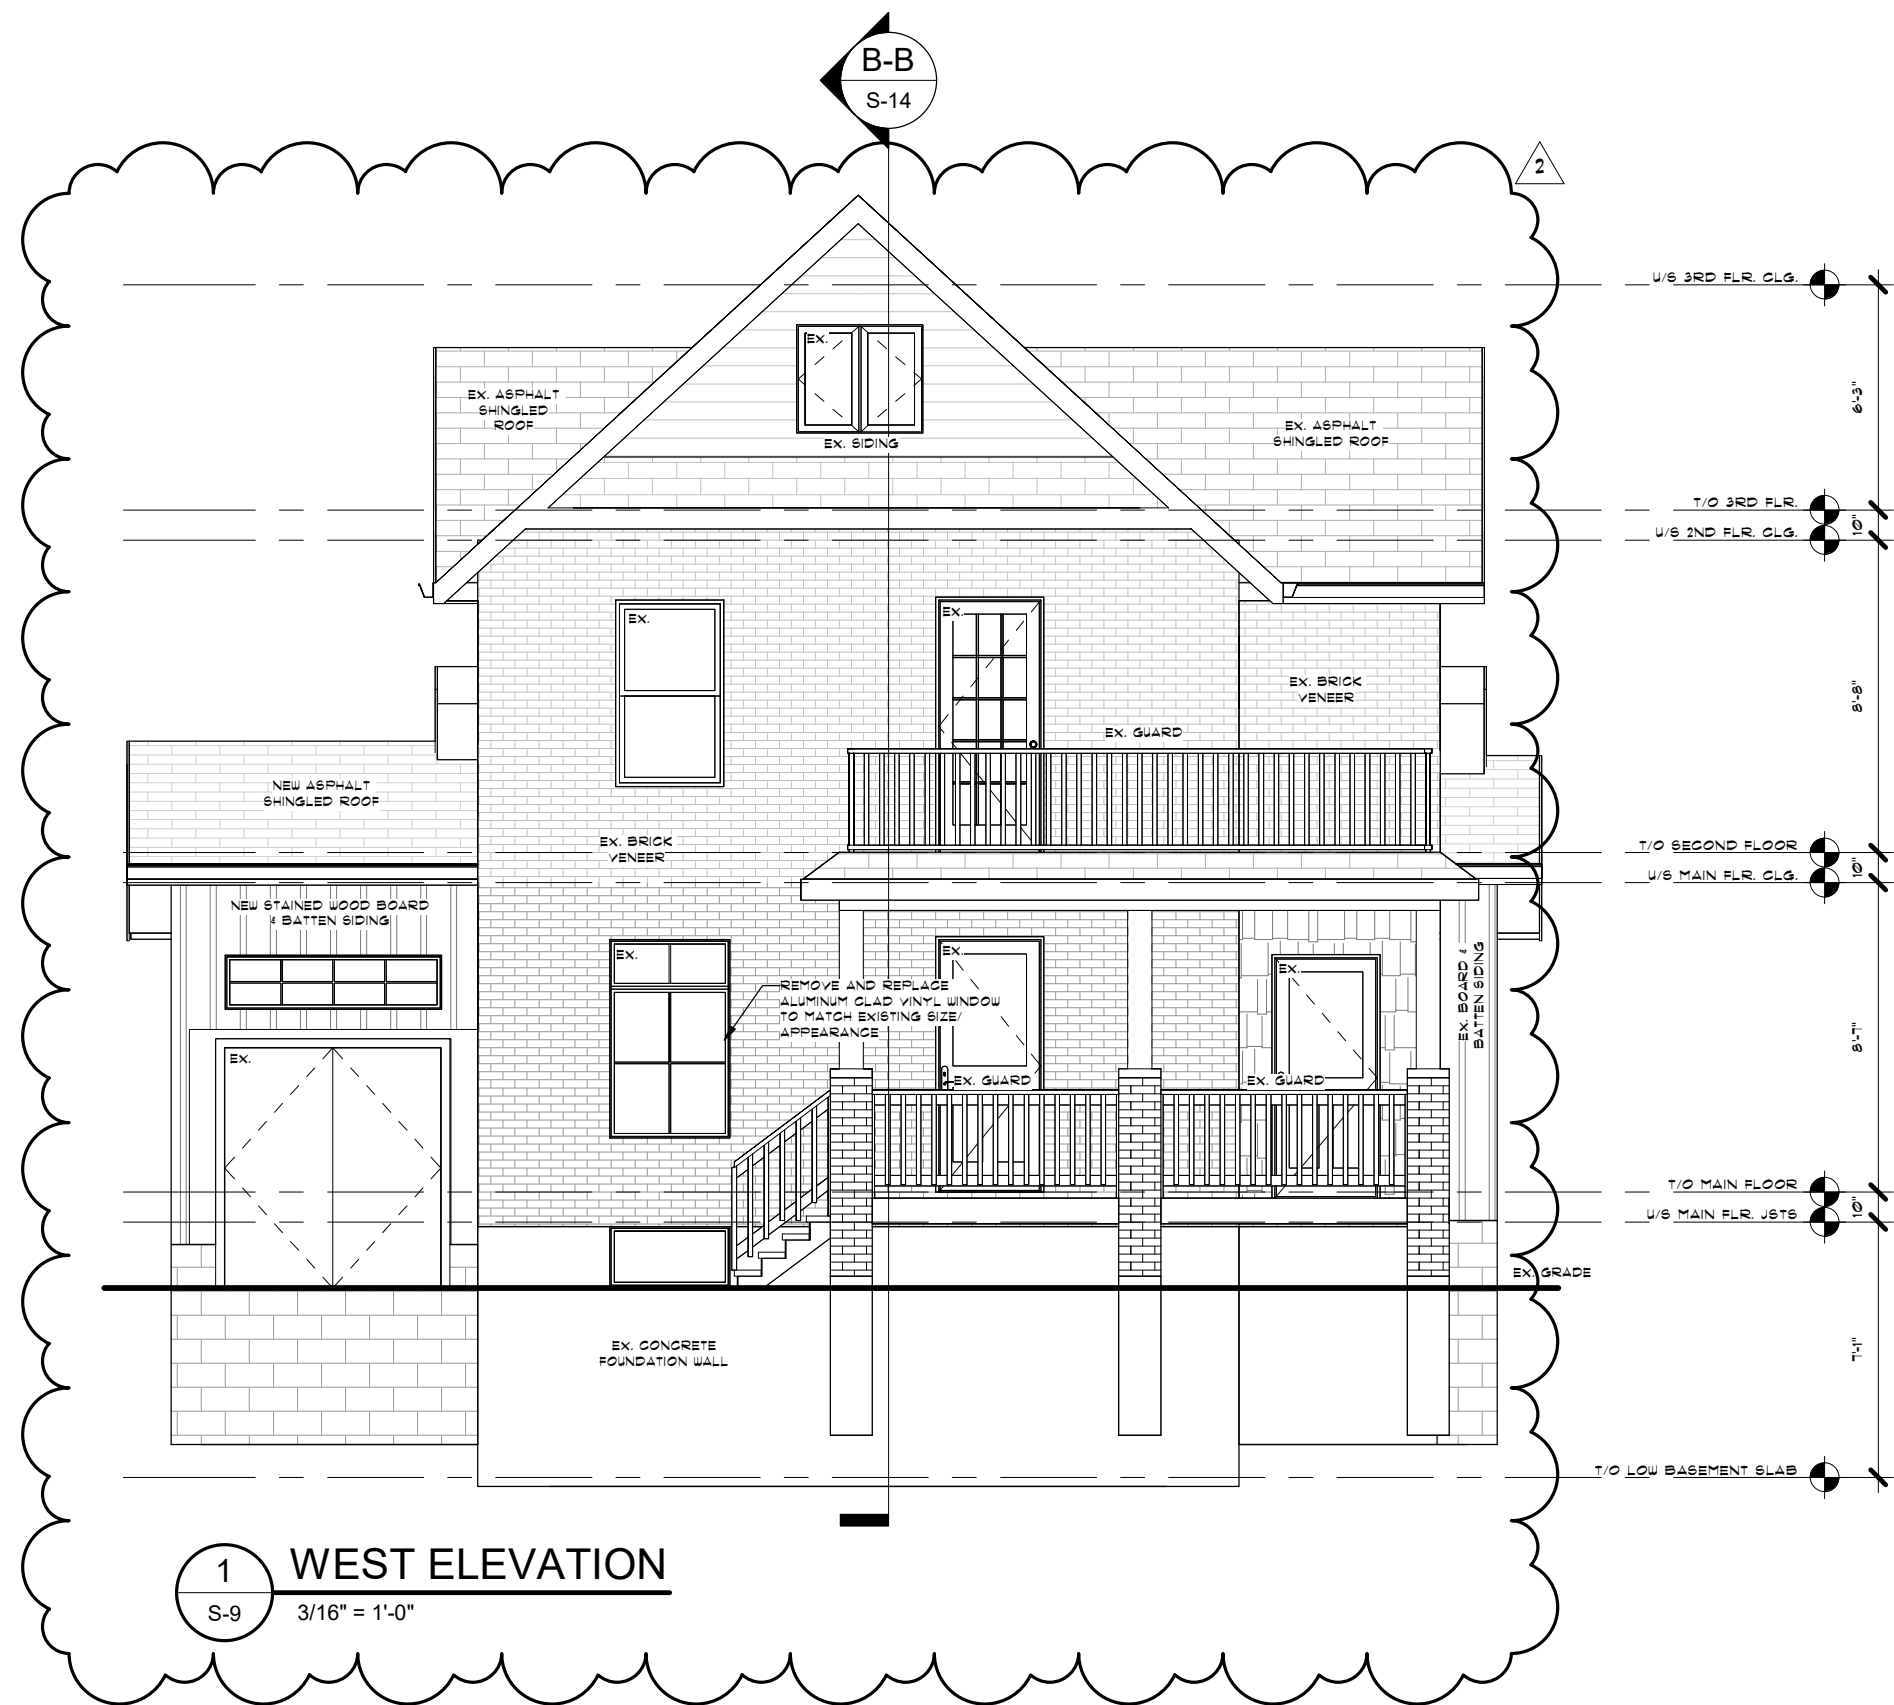 B-B
S-14
2
U/S 3RD FLR. CLG.
6'-3"
EX.
EX. ASPHALT
SHINGLED
ROOF
EX. SIDING
EX. ASPHALT
SHINGLED ROOF
T/O 3RD FLR.
10"
U/S 2ND FLR. CLG.
EX.
EX.
EX. BRICK
VENEER
8'-8"
EX. GUARD
NEW ASPHALT
SHINGLED ROOF
EX. BRICK
VENEER
T/O SECOND FLOOR
10"
U/S MAIN FLR. CLG.
NEW STAINED WOOD BOARD
& BATTEN SIDING
EX.
EX.
EX.
REMOVE AND REPLACE
ALUMINUM CLAD VINYL WINDOW
TO MATCH EXISTING SIZE/
APPEARANCE
EX. BOARD &
BATTEN SIDING
8'-7"
EX.
EX. GUARD
EX. GUARD
T/O MAIN FLOOR
10"
U/S MAIN FLR. JSTS
EX. GRADE
EX. CONCRETE
FOUNDATION WALL
7'-1"
T/O LOW BASEMENT SLAB
1
S-9
WEST ELEVATION
3/16" = 1'-0"